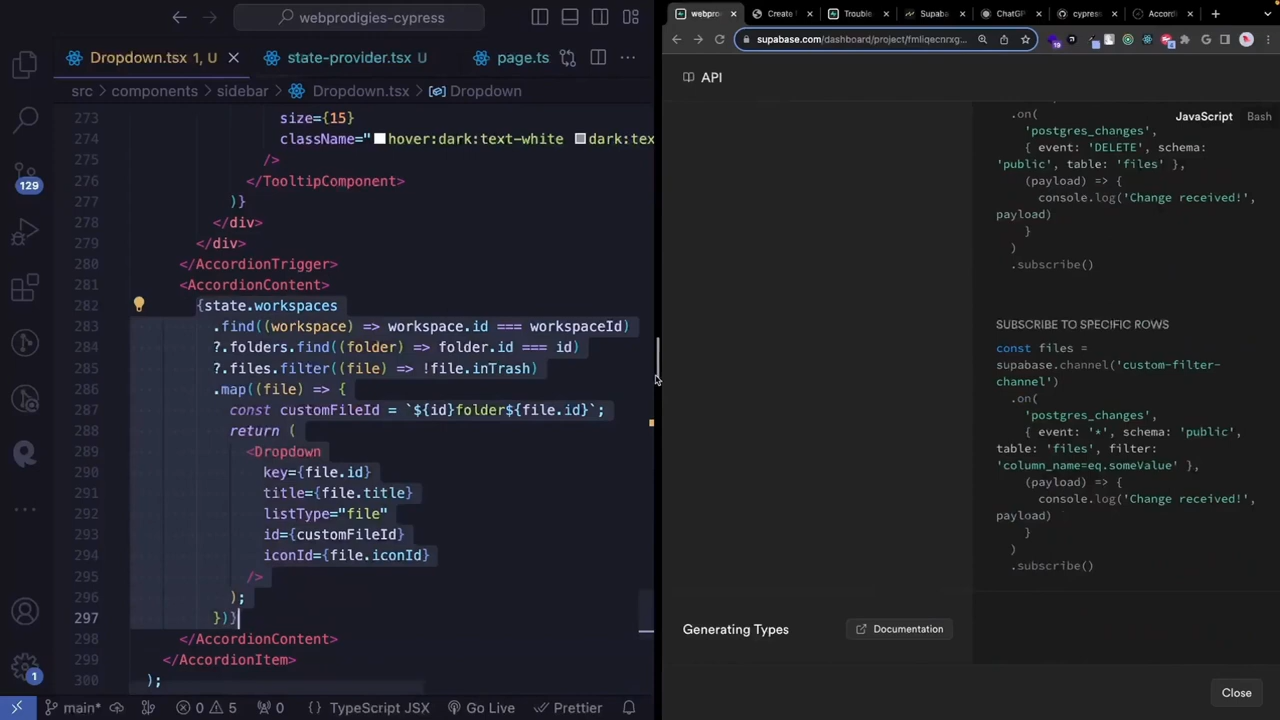 webprodigies-cypress
Dropdown.tsx 1, U
state-provider.tsx U
page.ts
src > components > sidebar > Dropdown.tsx > Dropdown
273 size={15}
274 className=" hover:dark:text-white dark:tex
275 />
276 </TooltipComponent>
277 )}
278 </div>
279 </div>
280 </AccordionTrigger>
281 <AccordionContent>
282 {state.workspaces
283 .find((workspace) => workspace.id === workspaceId)
284 ?.folders.find((folder) => folder.id === id)
285 ?.files.filter((file) => !file.inTrash)
286 .map((file) => {
287 const customFileId = `${id}folder${file.id}`;
288 return (
289 <Dropdown
290 key={file.id}
291 title={file.title}
292 listType="file"
293 id={customFileId}
294 iconId={file.iconId}
295 />
296 );
297 })}
298 </AccordionContent>
299 </AccordionItem>
300 );
129
1
main*
0 5
0
TypeScript JSX
Go Live
Prettier
webpro
Create
Trouble
Supaba
ChatGP
cypress
Accordi
supabase.com/dashboard/project/fmliqecnrxg...
19
API
JavaScript
Bash
.on(
'postgres_changes',
{ event: 'DELETE', schema:
'public', table: 'files' },
(payload) => {
console.log('Change received!',
payload)
}
)
.subscribe()
SUBSCRIBE TO SPECIFIC ROWS
const files =
supabase.channel('custom-filter-
channel')
.on(
'postgres_changes',
{ event: '*', schema: 'public',
table: 'files', filter:
'column_name=eq.someValue' },
(payload) => {
console.log('Change received!',
payload)
}
)
.subscribe()
Generating Types
Documentation
Close